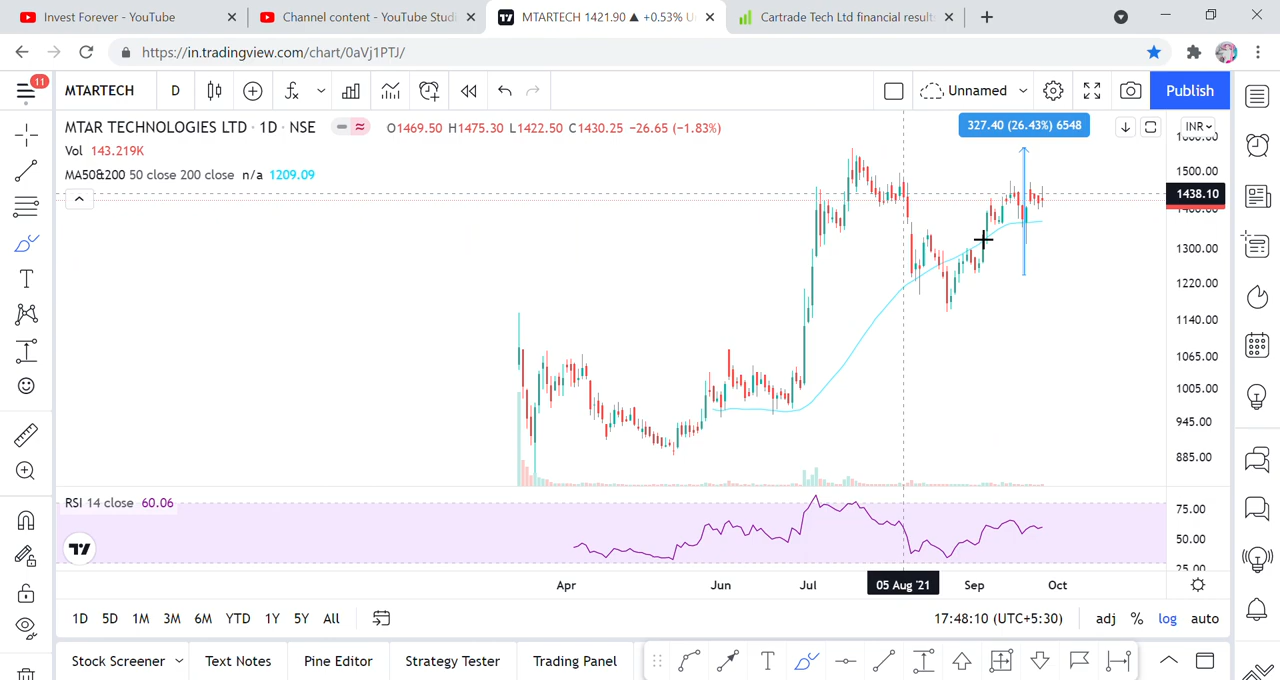 Invest Forever - YouTube
Channel content - YouTube Studi
MTARTECH 1421.90 ▲ +0.53% U
Cartrade Tech Ltd financial result
https://in.tradingview.com/chart/0aVj1PTJ/
11
MTARTECH
D
Unnamed
Publish
MTAR TECHNOLOGIES LTD · 1D · NSE
O1469.50 H1475.30 L1422.50 C1430.25 −26.65 (−1.83%)
327.40 (26.43%) 6548
INR
Vol 143.219K
MA50&200 50 close 200 close n/a 1209.09
1500.00
1438.10
1300.00
1220.00
1140.00
1065.00
1005.00
945.00
885.00
RSI 14 close 60.06
75.00
50.00
25.00
Apr
Jun
Jul
05 Aug '21
Sep
Oct
1D 5D 1M 3M 6M YTD 1Y 5Y All
17:48:10 (UTC+5:30)
adj % log auto
Stock Screener
Text Notes
Pine Editor
Strategy Tester
Trading Panel